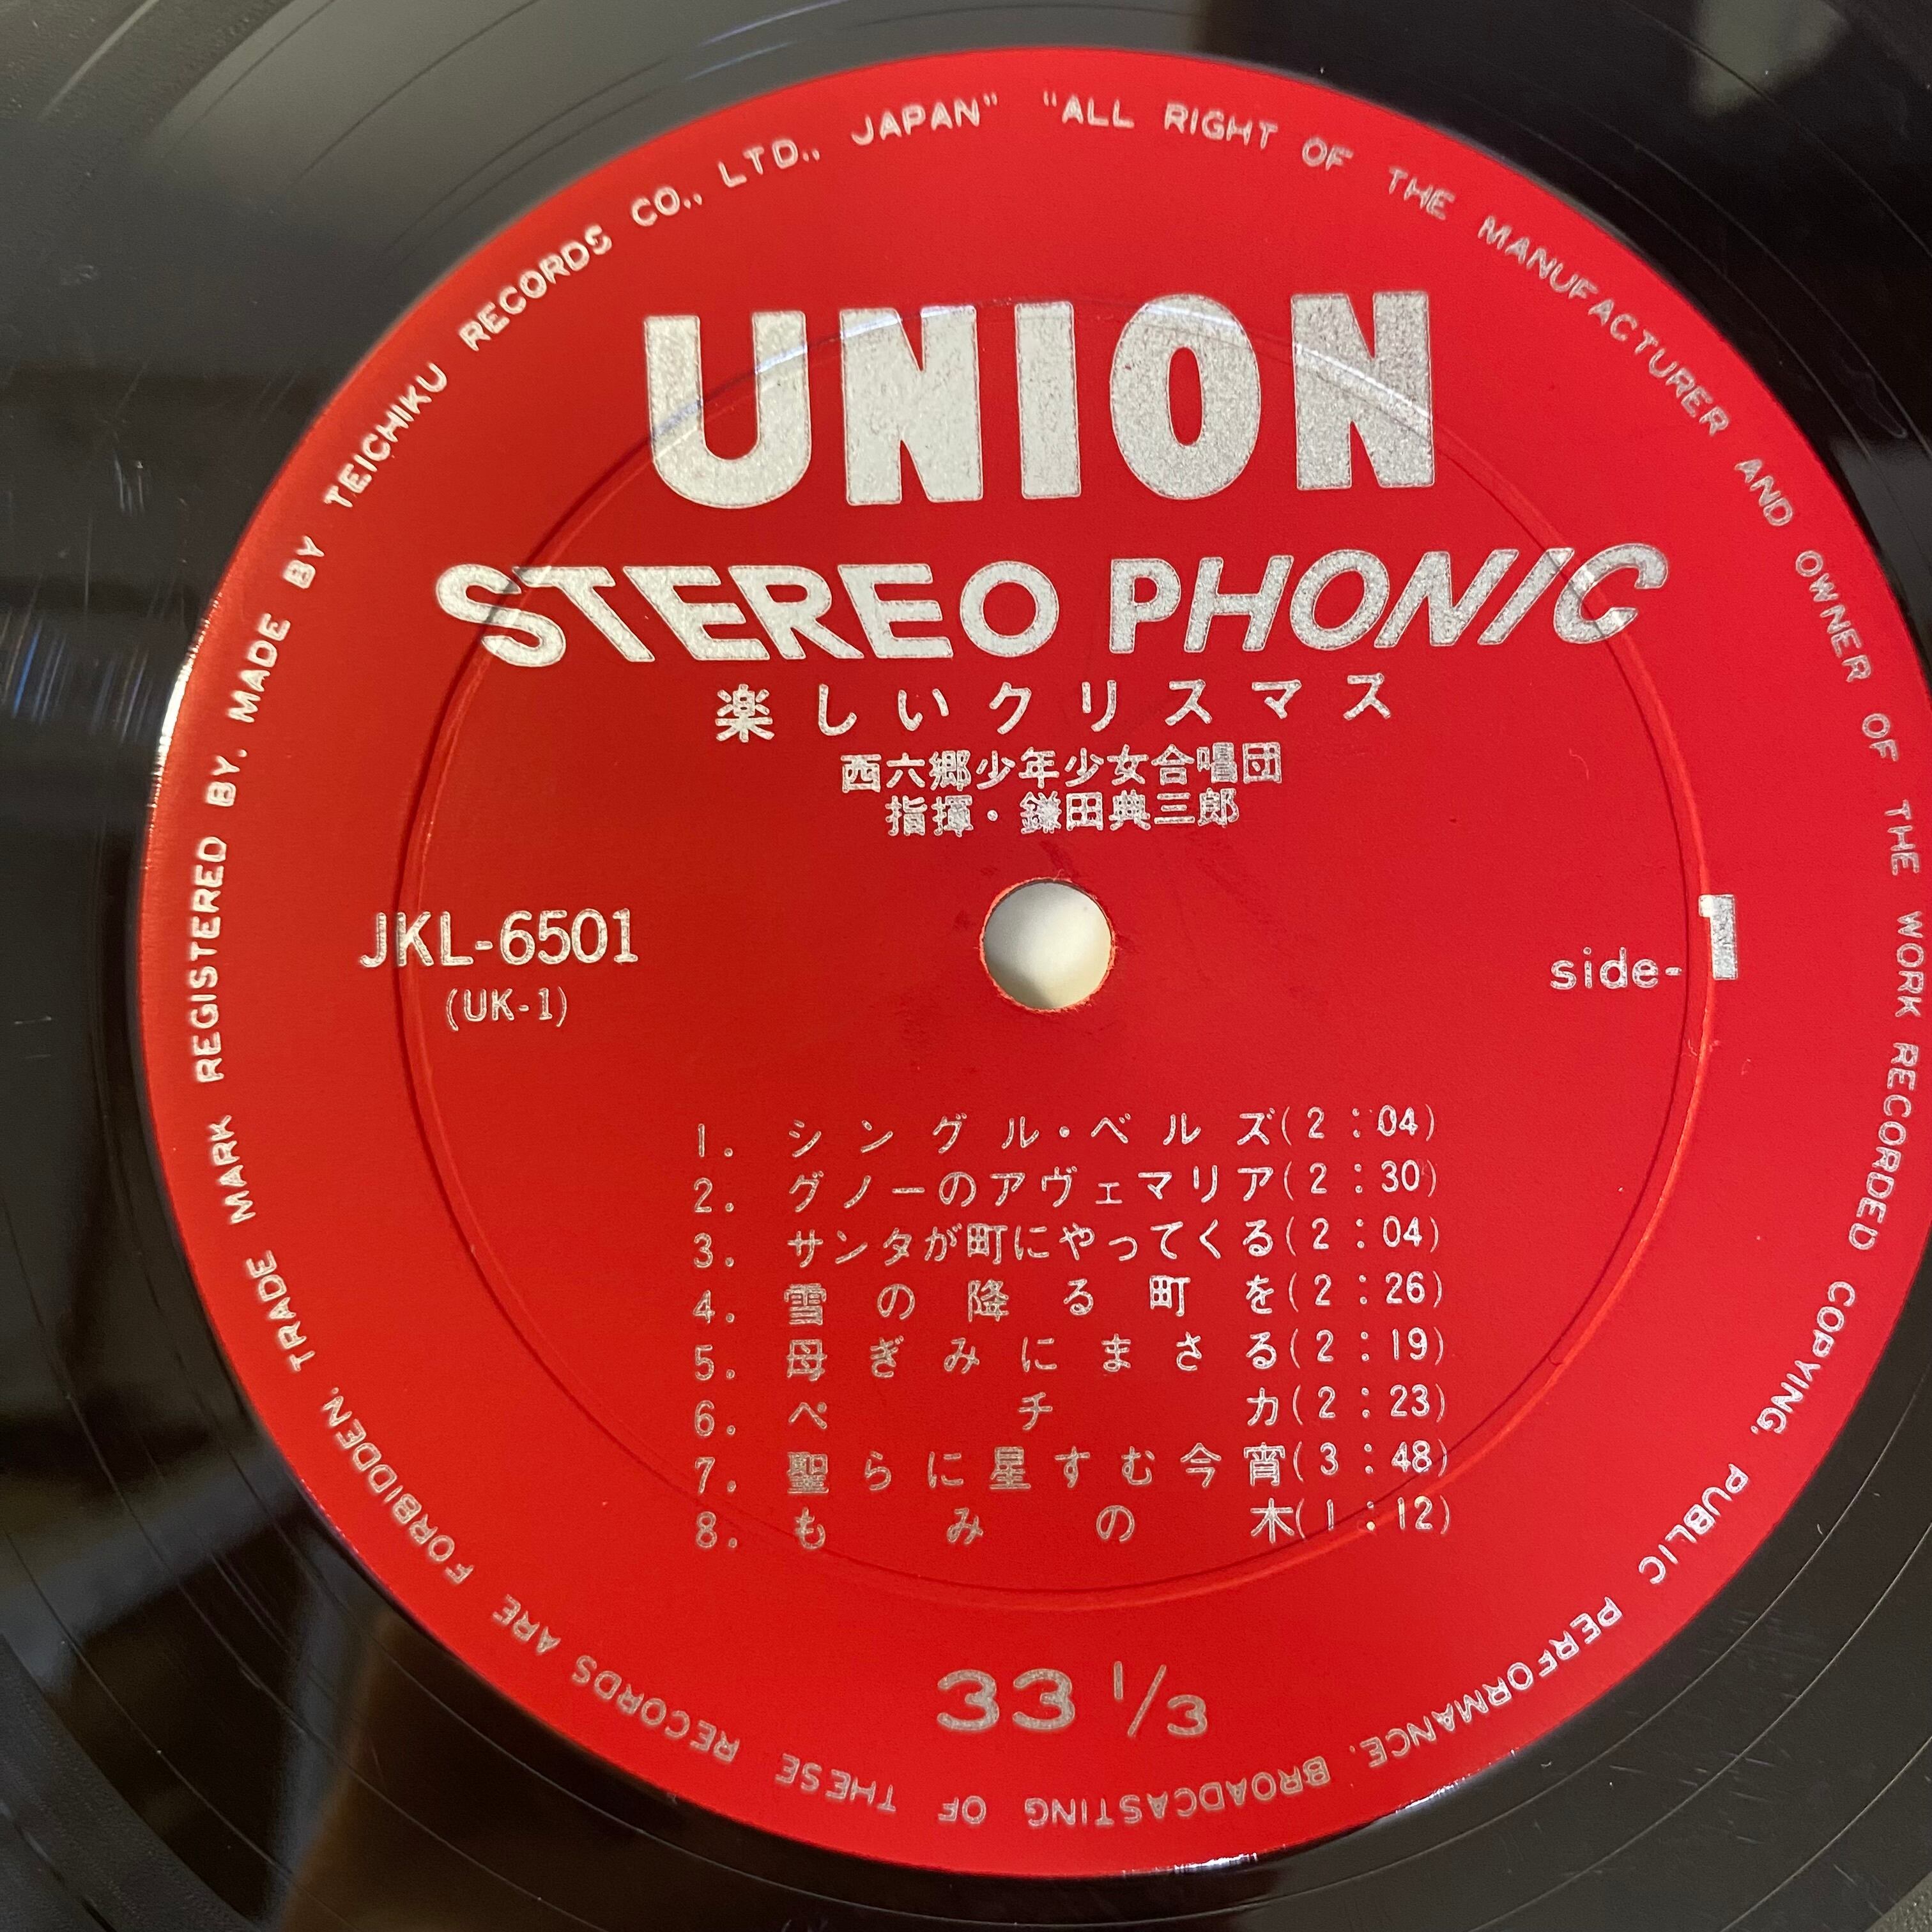 TRADE MARK REGISTERED BY. MADE BY TEICHIKU RECORDS CO., LTD., JAPAN" "ALL RIGHT OF THE MANUFACTURER AND OWNER OF THE WORK RECORDED COPYING. PUBLIC PERFORMANCE. BROADCASTING OF THESE RECORDS ARE FORBIDDEN.
UNION
STEREO PHONIC
楽しいクリスマス
西六郷少年少女合唱団
指揮・鎌田典三郎
JKL-6501
(UK-1)
side-1
1. シングル・ベルズ(2:04)
2. グノーのアヴェマリア(2:30)
3. サンタが町にやってくる(2:04)
4. 雪の降る町を(2:26)
5. 母ぎみにまさる(2:19)
6. ペチカ(2:23)
7. 聖らに星すむ今宵(3:48)
8. もみの木(1:12)
33 1/3